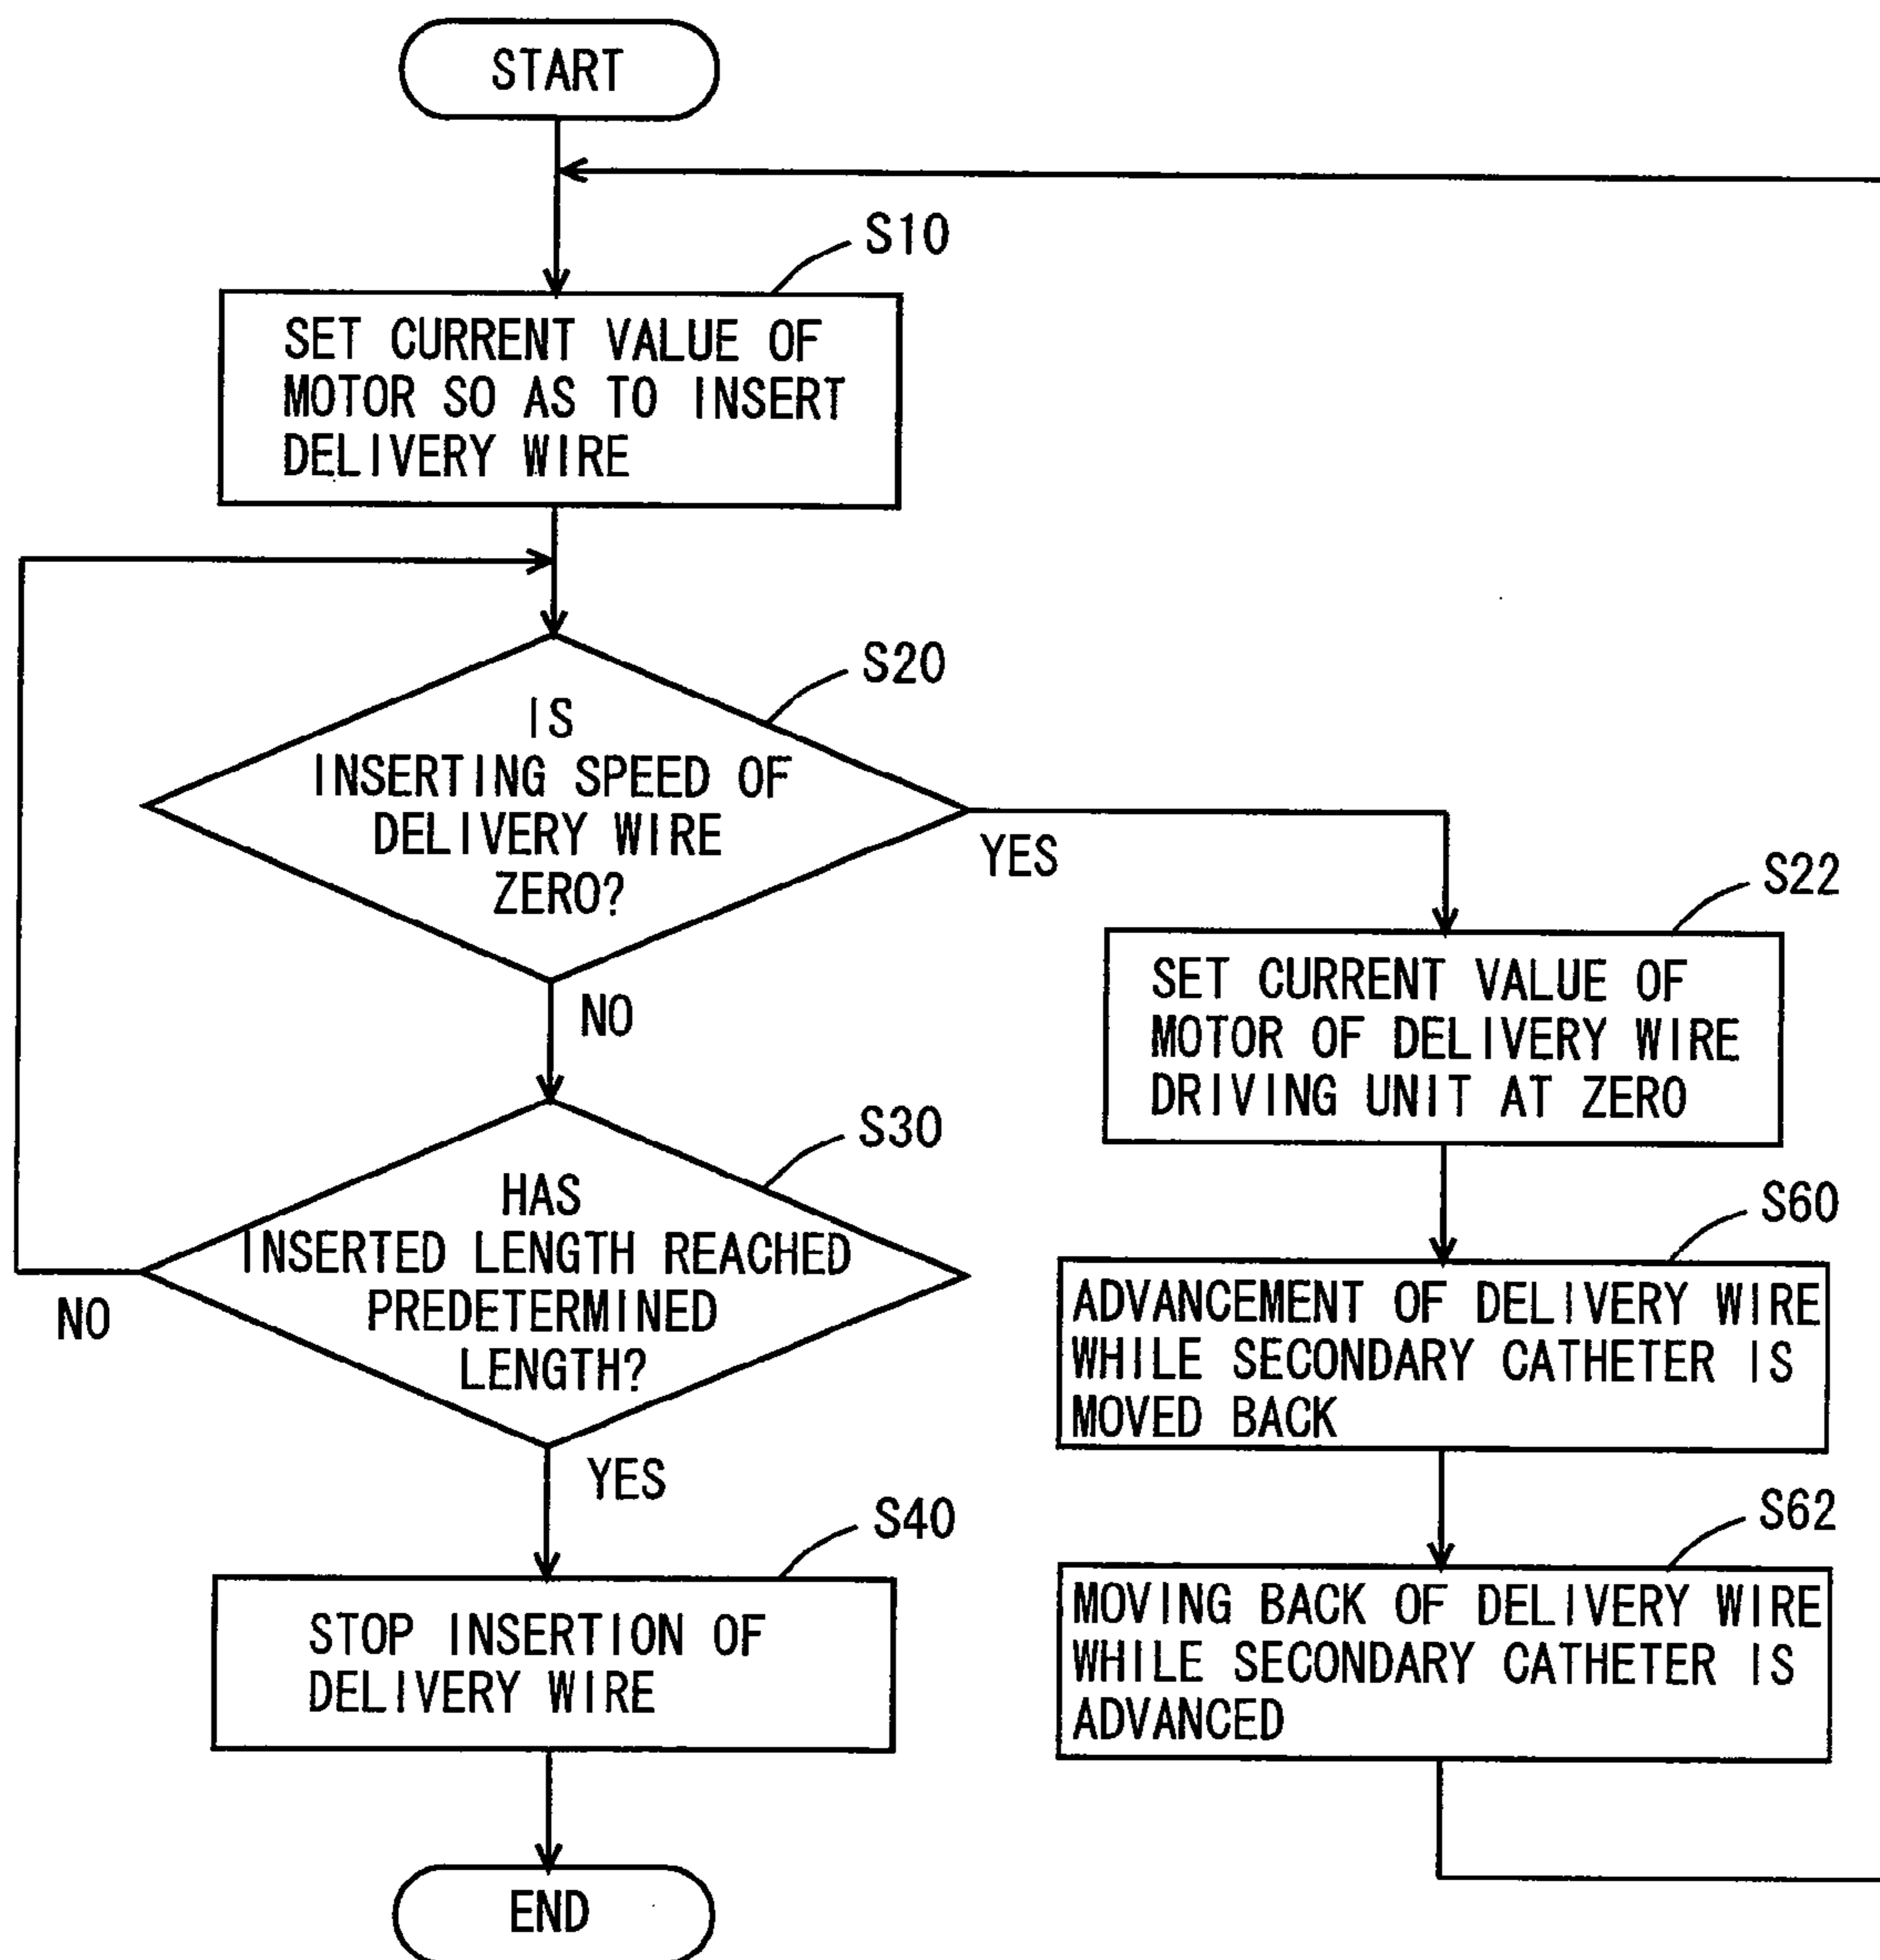 START
S10
SET CURRENT VALUE OF
MOTOR SO AS TO INSERT
DELIVERY WIRE
S20
IS
INSERTING SPEED OF
DELIVERY WIRE
ZERO?
YES
NO
S22
SET CURRENT VALUE OF
MOTOR OF DELIVERY WIRE
DRIVING UNIT AT ZERO
S30
HAS
INSERTED LENGTH REACHED
PREDETERMINED
LENGTH?
NO
YES
S60
ADVANCEMENT OF DELIVERY WIRE
WHILE SECONDARY CATHETER IS
MOVED BACK
S40
STOP INSERTION OF
DELIVERY WIRE
S62
MOVING BACK OF DELIVERY WIRE
WHILE SECONDARY CATHETER IS
ADVANCED
END